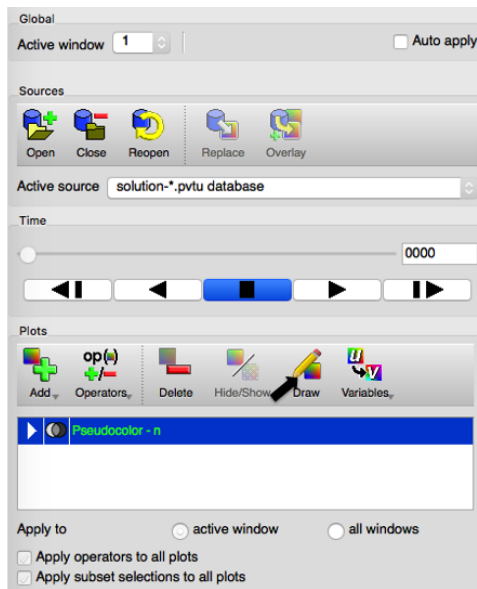 Global
Active window 1 Auto apply
Sources
Open Close Reopen Replace Overlay
Active source solution-*.pvtu database
Time
0000
Plots
op(n)
+/-
u
v
Add Operators Delete Hide/Show Draw Variables
Pseudocolor - n
Apply to active window all windows
Apply operators to all plots
Apply subset selections to all plots